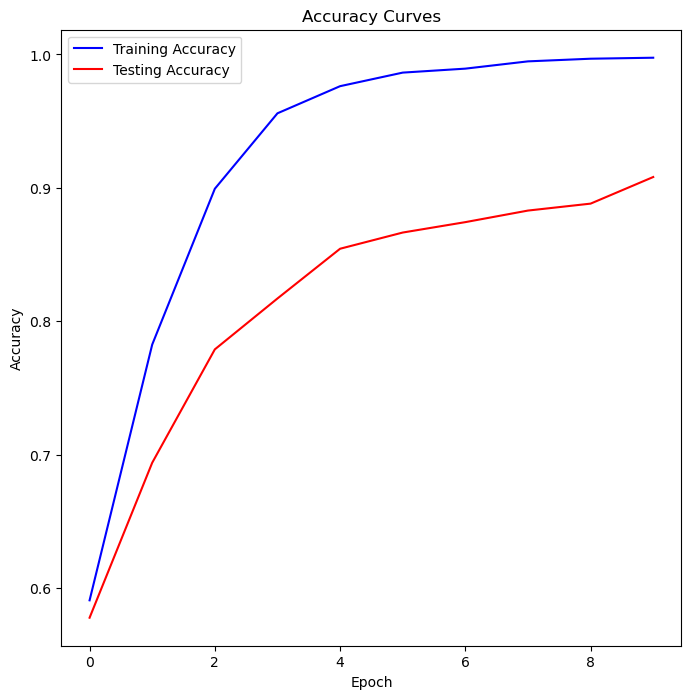 Accuracy Curves
Training Accuracy
Testing Accuracy
1.0
0.9
0.8
0.7
0.6
Accuracy
0 2 4 6 8
Epoch